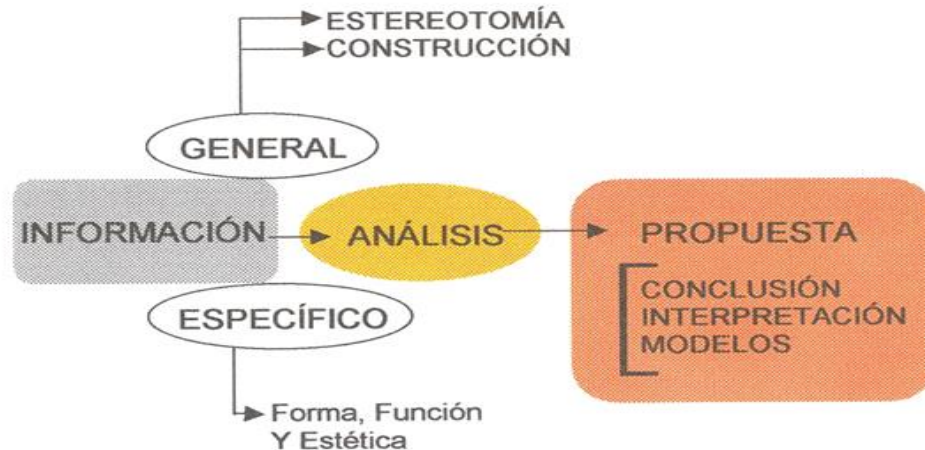 ESTEREOTOMÍA
CONSTRUCCIÓN
GENERAL
INFORMACIÓN
ANÁLISIS
PROPUESTA
CONCLUSIÓN
INTERPRETACIÓN
MODELOS
ESPECÍFICO
Forma, Función
Y Estética